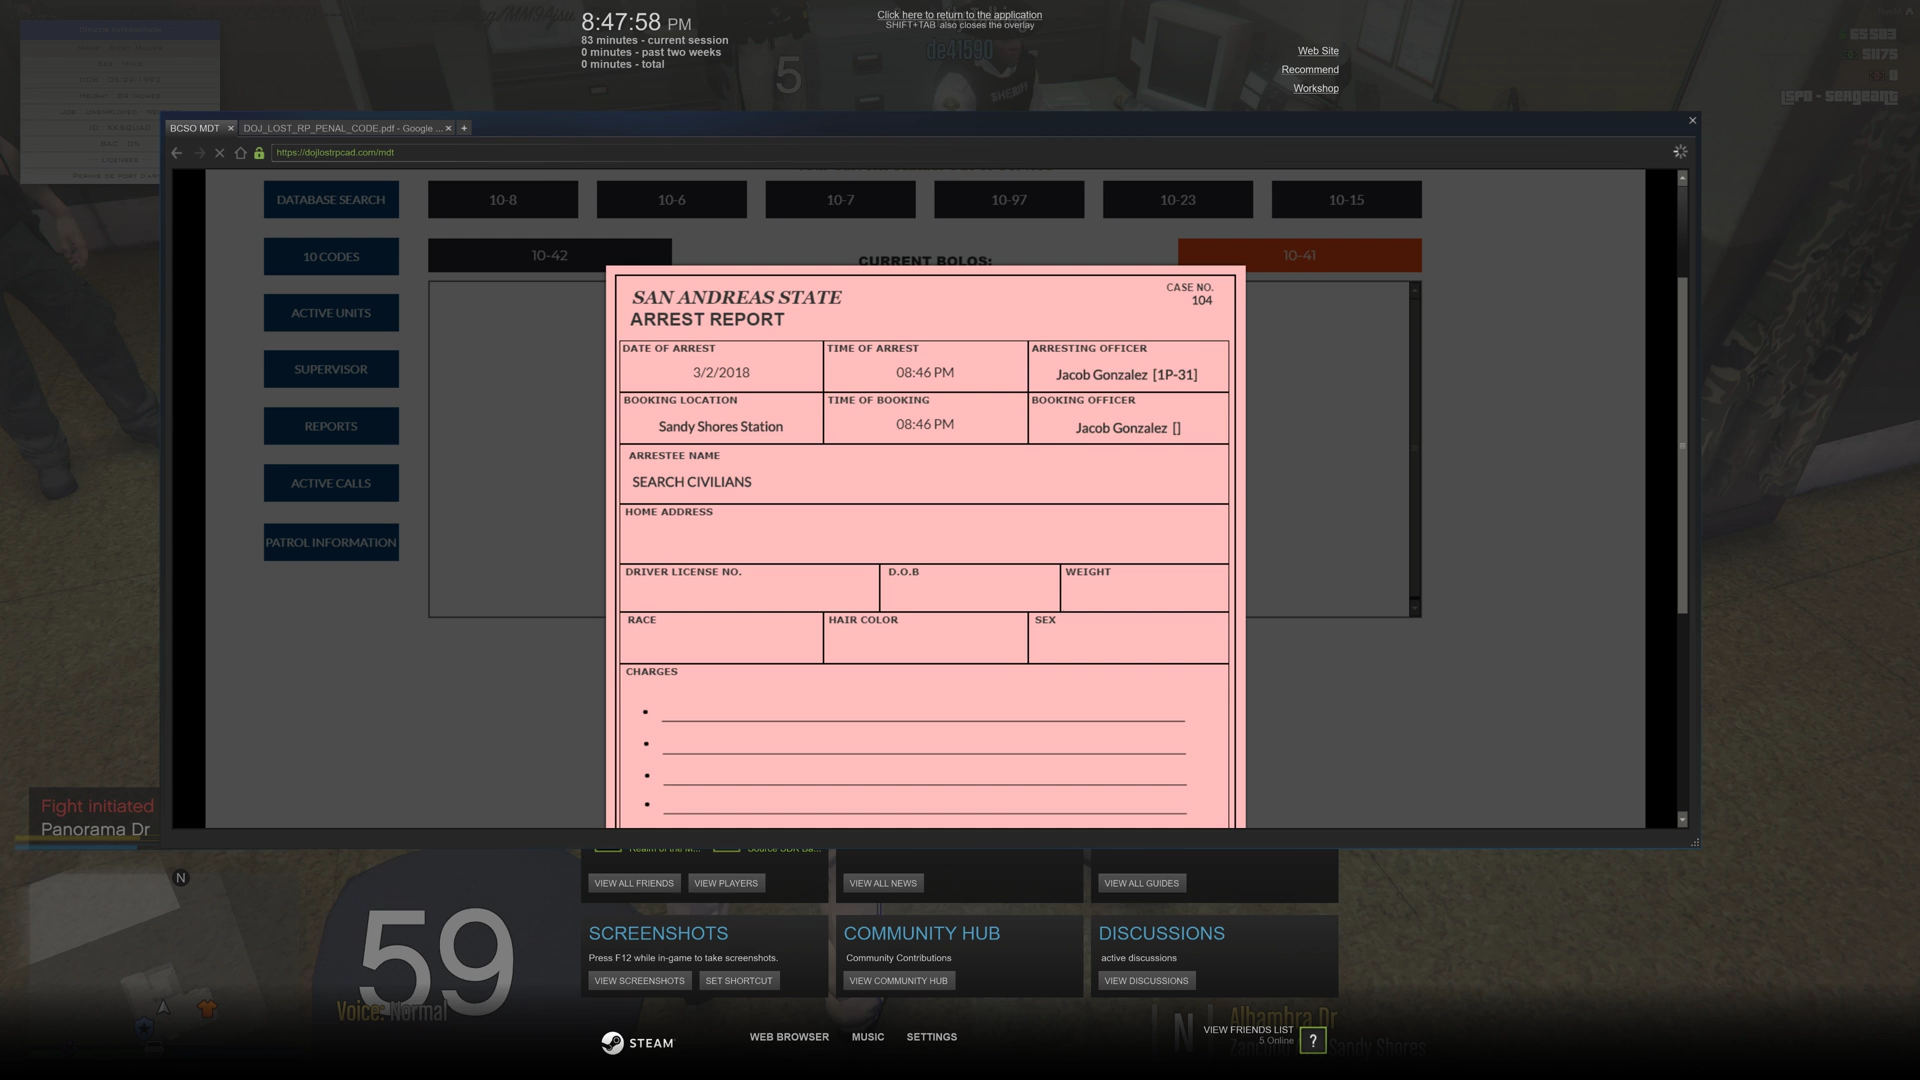 8:47:58 PM
83 minutes - current session
0 minutes - past two weeks
0 minutes - total
Click here to return to the application
SHIFT+TAB also closes the overlay
de41590
5
SHERIFF
Web Site
Recommend
Workshop
LSPD - Sergeant
BCSO MDT
DOJ_LOST_RP_PENAL_CODE.pdf - Google ...
https://dojlostrpcad.com/mdt
DATABASE SEARCH
10-8
10-6
10-7
10-97
10-23
10-15
10 CODES
10-42
CURRENT BOLOS:
10-41
ACTIVE UNITS
SUPERVISOR
REPORTS
ACTIVE CALLS
PATROL INFORMATION
SAN ANDREAS STATE
ARREST REPORT
CASE NO.
104
DATE OF ARREST
3/2/2018
TIME OF ARREST
08:46 PM
ARRESTING OFFICER
Jacob Gonzalez [1P-31]
BOOKING LOCATION
Sandy Shores Station
TIME OF BOOKING
08:46 PM
BOOKING OFFICER
Jacob Gonzalez []
ARRESTEE NAME
SEARCH CIVILIANS
HOME ADDRESS
DRIVER LICENSE NO.
D.O.B
WEIGHT
RACE
HAIR COLOR
SEX
CHARGES
Fight initiated
Panorama Dr
N
59
Voice: Normal
VIEW ALL FRIENDS
VIEW PLAYERS
VIEW ALL NEWS
VIEW ALL GUIDES
SCREENSHOTS
Press F12 while in-game to take screenshots.
VIEW SCREENSHOTS
SET SHORTCUT
COMMUNITY HUB
Community Contributions
VIEW COMMUNITY HUB
DISCUSSIONS
active discussions
VIEW DISCUSSIONS
STEAM
WEB BROWSER
MUSIC
SETTINGS
N
Alhambra Dr
Sandy Shores
VIEW FRIENDS LIST
5 Online
?